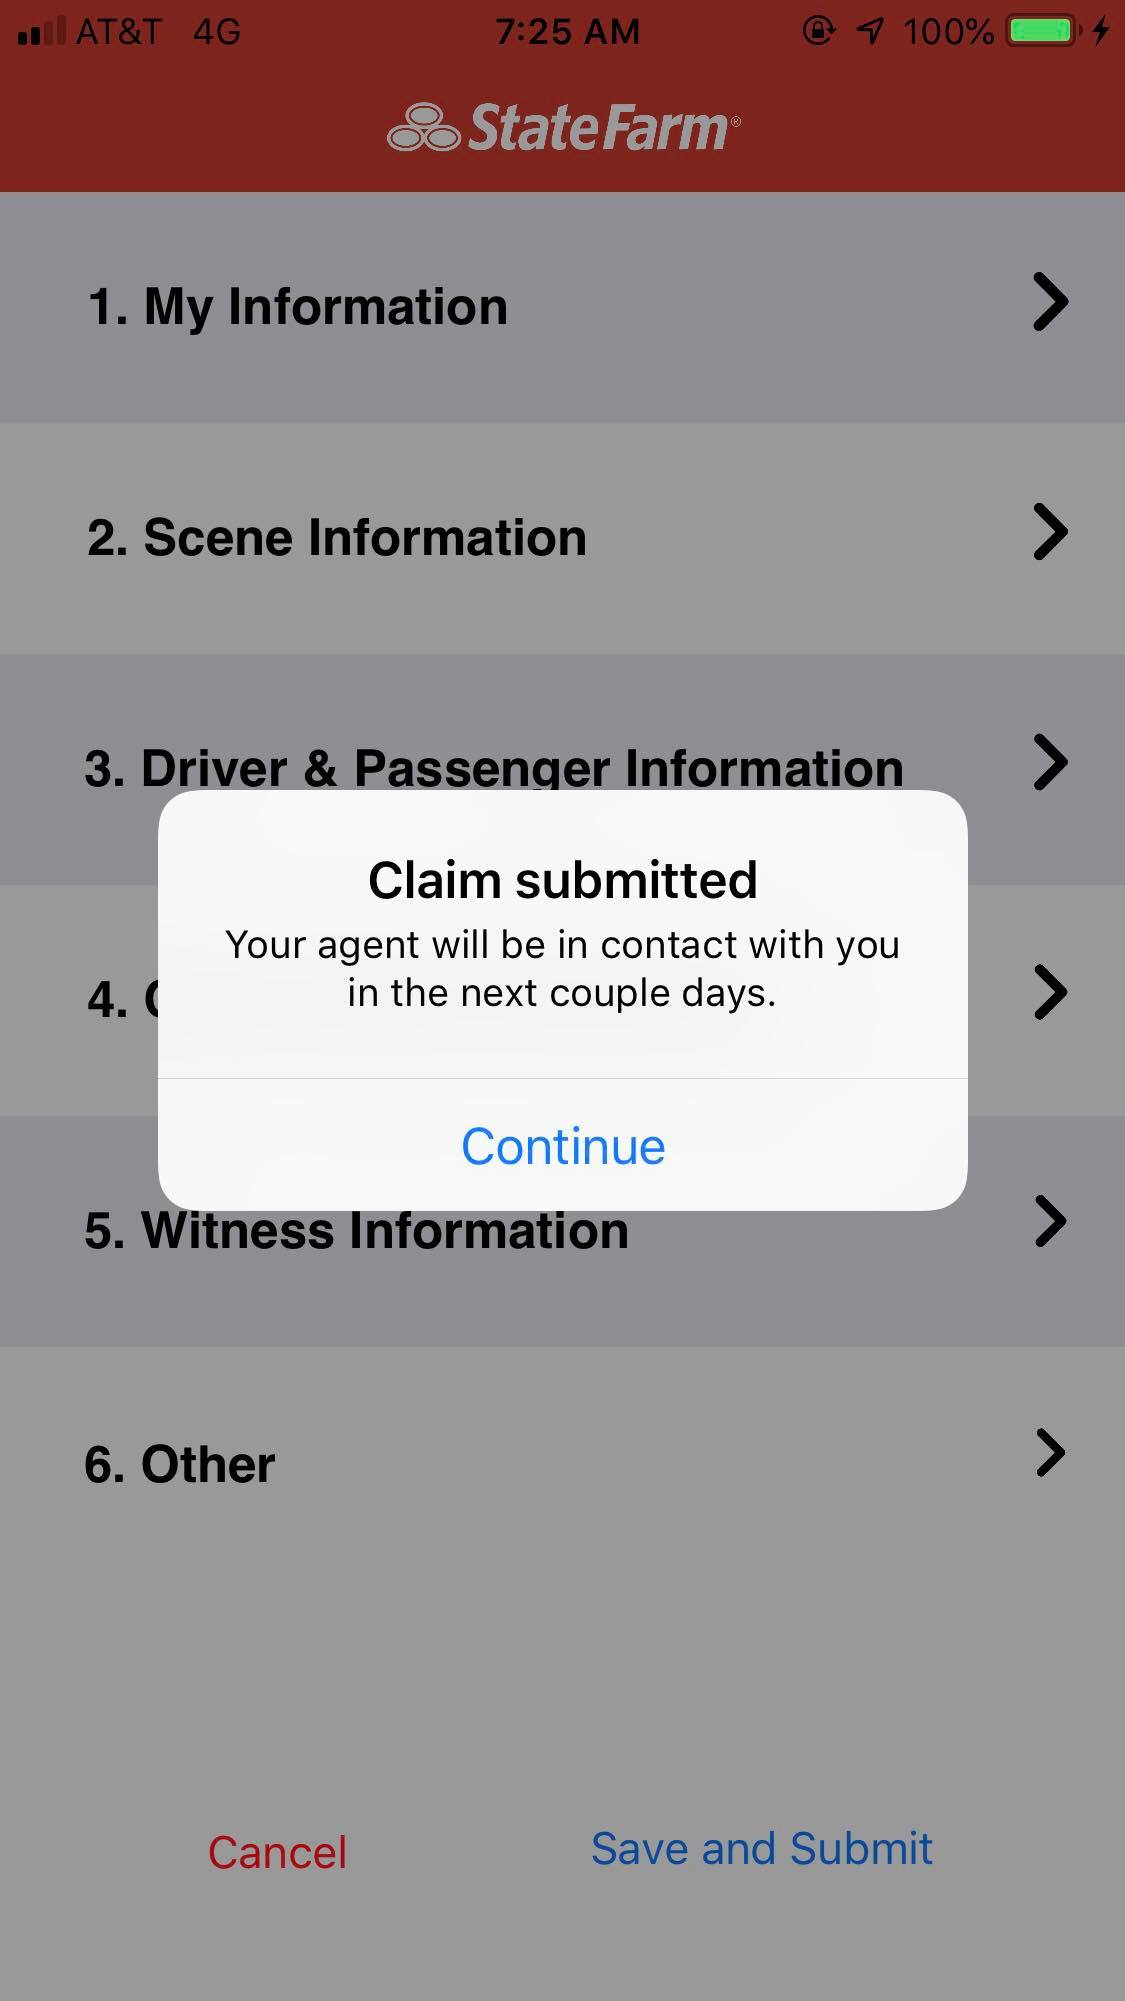 AT&T 4G 7:25 AM 100%
StateFarm®
1. My Information
2. Scene Information
3. Driver & Passenger Information
Claim submitted
Your agent will be in contact with you
in the next couple days.
4.
Continue
5. Witness Information
6. Other
Cancel Save and Submit